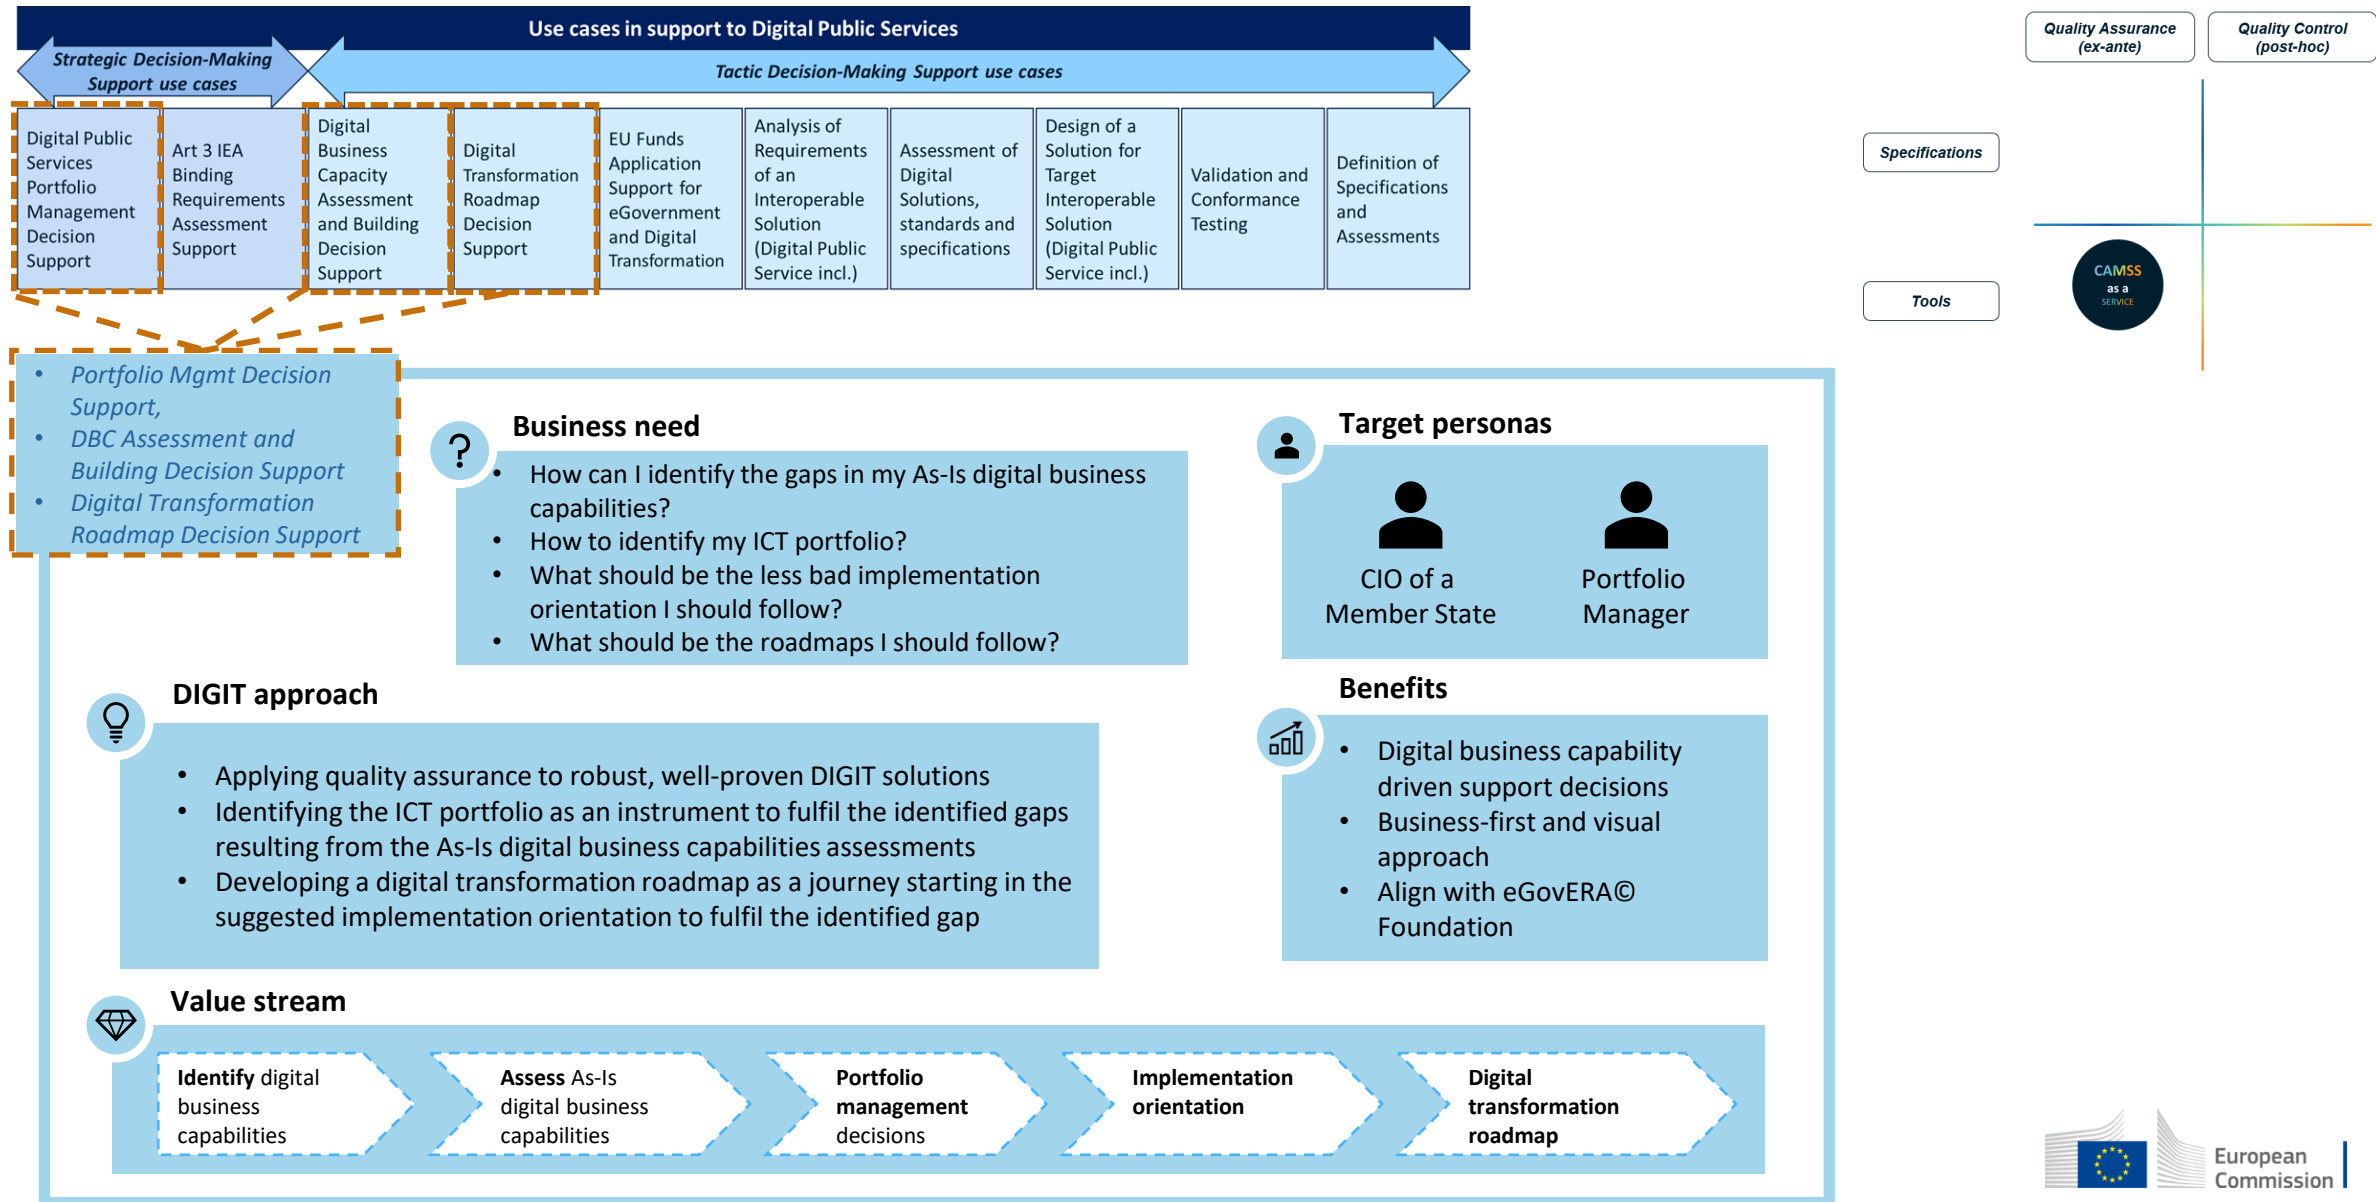 Use cases in support to Digital Public Services
Strategic Decision-Making
Support use cases
Tactic Decision-Making Support use cases
Digital Public
Services
Portfolio
Management
Decision
Support
Art 3 IEA
Binding
Requirements
Assessment
Support
Digital
Business
Capacity
Assessment
and Building
Decision
Support
Digital
Transformation
Roadmap
Decision
Support
EU Funds
Application
Support for
eGovernment
and Digital
Transformation
Analysis of
Requirements
of an
Interoperable
Solution
(Digital Public
Service incl.)
Assessment of
Digital
Solutions,
standards and
specifications
Design of a
Solution for
Target
Interoperable
Solution
(Digital Public
Service incl.)
Validation and
Conformance
Testing
Definition of
Specifications
and
Assessments
Quality Assurance
(ex-ante)
Quality Control
(post-hoc)
Specifications
Tools
CAMSS
as a
SERVICE
• Portfolio Mgmt Decision
Support,
• DBC Assessment and
Building Decision Support
• Digital Transformation
Roadmap Decision Support
?
Business need
• How can I identify the gaps in my As-Is digital business
capabilities?
• How to identify my ICT portfolio?
• What should be the less bad implementation
orientation I should follow?
• What should be the roadmaps I should follow?
Target personas
CIO of a
Member State
Portfolio
Manager
DIGIT approach
• Applying quality assurance to robust, well-proven DIGIT solutions
• Identifying the ICT portfolio as an instrument to fulfil the identified gaps
resulting from the As-Is digital business capabilities assessments
• Developing a digital transformation roadmap as a journey starting in the
suggested implementation orientation to fulfil the identified gap
Benefits
• Digital business capability
driven support decisions
• Business-first and visual
approach
• Align with eGovERA©
Foundation
Value stream
Identify digital
business
capabilities
Assess As-Is
digital business
capabilities
Portfolio
management
decisions
Implementation
orientation
Digital
transformation
roadmap
European
Commission